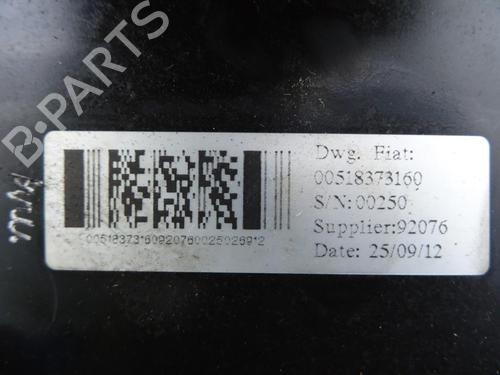 B-PARTS
Dwg. Fiat:
00518373160
S/N:00250
Supplier:92076
Date: 25/09/12
00518373160920760025026912